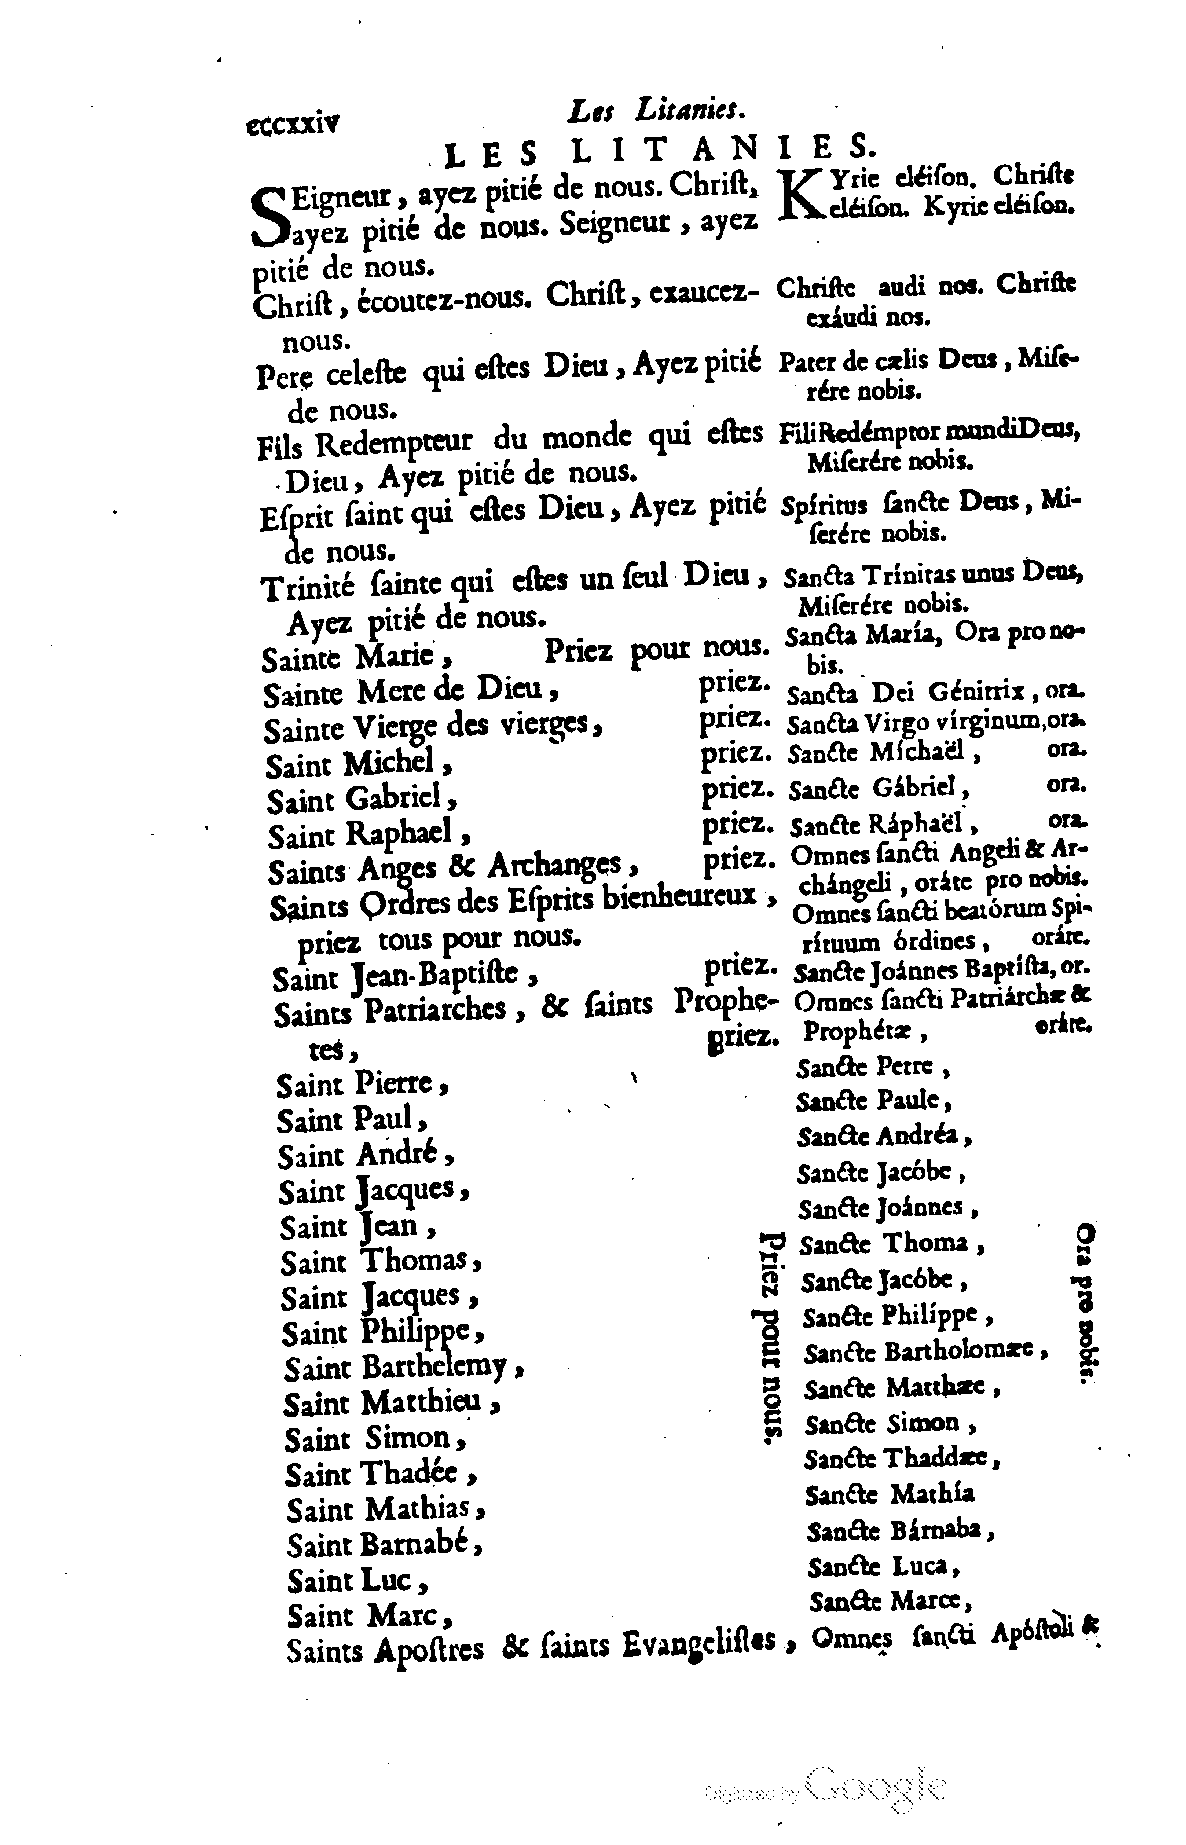 cccxxiv
Les Litanies.
LES LITANIES.
SEigneur, ayez pitié de nous. Chriſt,
ayez pitié de nous. Seigneur, ayez
pitié de nous.
Chriſt, écoutez-nous. Chriſt, exaucez-
nous.
Pere celeſte qui eſtes Dieu, Ayez pitié
de nous.
Fils Redempteur du monde qui eſtes
Dieu, Ayez pitié de nous.
Eſprit ſaint qui eſtes Dieu, Ayez pitié
de nous.
Trinité ſainte qui eſtes un ſeul Dieu,
Ayez pitié de nous.
Sainte Marie, Priez pour nous.
Sainte Mere de Dieu, priez.
Sainte Vierge des vierges, priez.
Saint Michel, priez.
Saint Gabriel, priez.
Saint Raphael, priez.
Saints Anges & Archanges, priez.
Saints Ordres des Eſprits bienheureux,
priez tous pour nous.
Saint Jean-Baptiſte, priez.
Saints Patriarches, & ſaints Prophe-
tes, priez.
Saint Pierre,
Saint Paul,
Saint André,
Saint Jacques,
Saint Jean,
Saint Thomas,
Saint Jacques,
Saint Philippe,
Saint Barthelemy,
Saint Matthieu,
Saint Simon,
Saint Thadée,
Saint Mathias,
Saint Barnabé,
Saint Luc,
Saint Marc,
Priez pour nous.
Saints Apoſtres & ſaints Evangeliſtes,
KYrie eléiſon. Chriſte
eléiſon. Kyrie eléiſon.
Chriſte audi nos. Chriſte
exáudi nos.
Pater de cælis Deus, Miſe-
rére nobis.
Fili Redémptor mundi Deus,
Miſerére nobis.
Spíritus ſancte Deus, Mi-
ſerére nobis.
Sancta Trínitas unus Deus,
Miſerére nobis.
Sancta María, Ora pro no-
bis.
Sancta Dei Génitrix, ora.
Sancta Virgo vírginum, ora.
Sancte Míchaël, ora.
Sancte Gábriel, ora.
Sancte Ráphaël, ora.
Omnes ſancti Angeli & Ar-
chángeli, oráte pro nobis.
Omnes ſancti beatórum Spi-
rítuum órdines, oráte.
Sancte Joánnes Baptíſta, or.
Omnes ſancti Patriárchæ &
Prophétæ, oráte.
Sancte Petre,
Sancte Paule,
Sancte Andréa,
Sancte Jacóbe,
Sancte Joánnes,
Sancte Thoma,
Sancte Jacóbe,
Sancte Philíppe,
Sancte Bartholomæe,
Sancte Matthæe,
Sancte Simon,
Sancte Thaddæe,
Sancte Mathía
Sancte Bárnaba,
Sancte Luca,
Sancte Marce,
Ora pro nobis.
Omnes ſancti Apóſtoli &
Digitized by Google